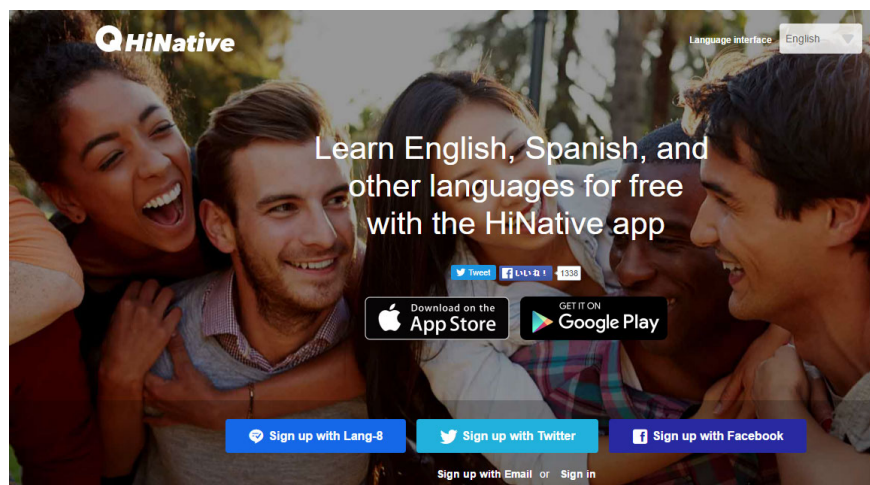 HiNative
Language interface English
Learn English, Spanish, and
other languages for free
with the HiNative app
Tweet いいね！ 1338
Download on the
App Store
GET IT ON
Google Play
Sign up with Lang-8 Sign up with Twitter Sign up with Facebook
Sign up with Email or Sign in